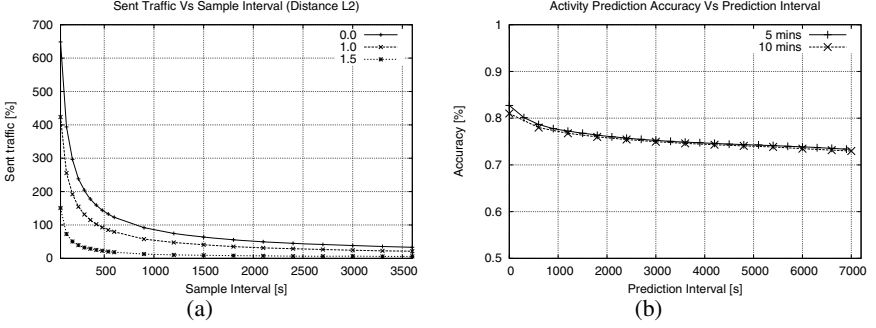 Sent Traffic Vs Sample Interval (Distance L2)
700
600
500
400
300
200
100
0
Sent traffic [%]
0.0
1.0
1.5
500 1000 1500 2000 2500 3000 3500
Sample Interval [s]
(a)
Activity Prediction Accuracy Vs Prediction Interval
1
0.9
0.8
0.7
0.6
0.5
Accuracy [%]
5 mins
10 mins
0 1000 2000 3000 4000 5000 6000 7000
Prediction Interval [s]
(b)